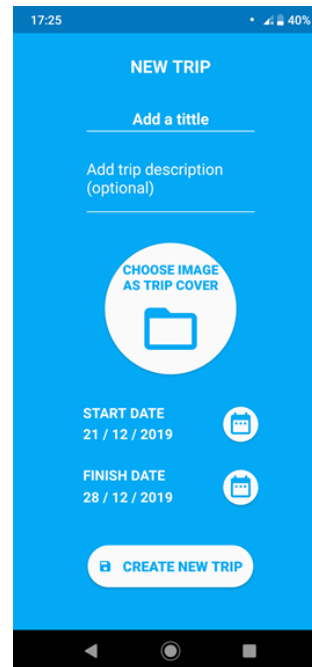 17:25
40%
NEW TRIP
Add a tittle
Add trip description
(optional)
CHOOSE IMAGE
AS TRIP COVER
START DATE
21 / 12 / 2019
FINISH DATE
28 / 12 / 2019
CREATE NEW TRIP